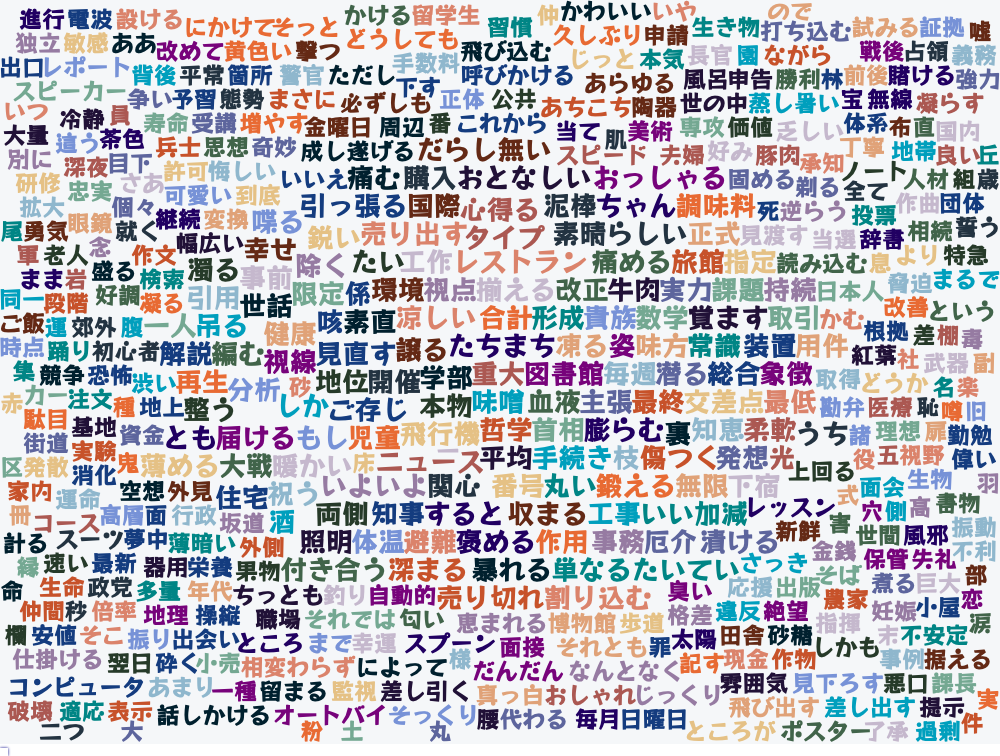 進行 電波 設ける にかけて そっと かける 留学生 習慣 仲 かわいい いや ので
独立 敏感 ああ 改めて 黄色い 撃つ どうしても 飛び込む 久しぶり 申請 生き物 打ち込む 試みる 証拠 嘘
出口 レポート 背後 平常 箇所 警官 ただし 手数料 下す 呼びかける じっと 本気 長官 園 ながら 戦後 占領 義務
スピーカー 争い 予習 態勢 まさに 必ずしも 正体 公共 あらゆる 風呂 申告 勝利 林 前後 賭ける 強力
いつ 冷静 員 寿命 受講 増やす 金曜日 周辺 番 これから あちこち 陶器 世の中 蒸し暑い 宝 無線 凝らす
大量 違う 茶色 兵士 思想 奇妙 成し遂げる だらし無い 当て 肌 美術 専攻 価値 乏しい 体系 布 直 国内
別に 深夜 目下 許可 悔しい いいえ 痛む 購入 おとなしい スピード 夫婦 好み 豚肉 承知 丁寧 地帯 良い 丘
研修 忠実 さあ 可愛い 到底 おっしゃる 固める 剃る ノート 全て 人材 組 歳
拡大 個々 継続 変換 喋る 引っ張る 国際 心得る 泥棒 ちゃん 調味料 死 逆らう 投票 作曲 団体
尾 勇気 眼鏡 就く 幅広い 幸せ 鋭い 売り出す タイプ 素晴らしい 正式 見渡す 当選 辞書 相続 誓う
軍 老人 念 作文 濁る 事前 除く たい 工作 レストラン 痛める 旅館 指定 読み込む 息 より 特急
まま 岩 盛る 検索 引用 世話 限定 係 環境 視点 揃える 改正 牛肉 実力 課題 持続 日本人 脅迫 まるで
同一 段階 好調 凝る 健康 咳 素直 涼しい 合計 形成 貴族 数学 覚ます 取引 かむ 改善 という
ご飯 運 郊外 腹 一人 吊る 視線 見直す 譲る たちまち 凍る 姿 味方 常識 装置 用件 根拠 差 棚 毒
時点 踊り 初心者 解説 編む 砂 地位 開催 学部 重大 図書館 毎週 潜る 総合 象徴 紅葉 社 武器 副
集 競争 恐怖 渋い 再生 分析 しか ご存じ 本物 味噌 血液 主張 最終 交差点 最低 取得 どうか 名 楽
赤 カー 注文 種 地上 整う 勘弁 医療 恥 噂 旧
駄目 基地 資金 とも 届ける もし 児童 飛行機 哲学 首相 膨らむ 裏 知恵 柔軟 うち 諸 理想 扉 勤勉
街道 実験 鬼 薄める 大戦 暖かい 床 ニュース 平均 手続き 枝 傷つく 発想 光 上回る 役 五 視野 偉い
区 発散 消化 空想 外見 住宅 祝う いよいよ 関心 番号 丸い 鍛える 無限 下宿 式 面会 生物 羽
家内 運命 高層 面 行政 坂道 酒 両側 知事 すると 収まる 工事 いい加減 レッスン 穴 側 高 書物
冊 コース スーツ 夢中 薄暗い 外側 照明 体温 避難 褒める 作用 事務 厄介 漬ける 新鮮 害 世間 風邪 振動
計る 速い 最新 器用 栄養 男 物 付き合う 深まる 暴れる 単なる たいてい さっき 金銭 保管 失礼 不利
縁 生命 政党 多量 年代 ちっとも 釣り 自動的 売り切れ 割り込む 臭い 応援 出版 そば 煮る 巨大 部
命 仲間 秒 倍率 地理 操縦 職場 それでは 匂い 恵まれる 博物館 歩道 格差 違反 絶望 農家 妊娠 小屋 恋
欄 安値 そこ 振り 出会い ところ まで 幸運 スプーン 面接 それとも 罪 太陽 田舎 砂糖 指揮 末 不安定 涙
仕掛ける 翌日 砕く 小売 相変わらず によって 様 だんだん なんとなく 記す 現金 作物 しかも 事例 据える
コンピュータ あまり 一種 留まる 監視 差し引く 真っ白 おしゃれ じっくり 雰囲気 見下ろす 悪口 課長
破壊 適応 表示 話しかける オートバイ そっくり 腰 代わる 毎月 日曜日 飛び出す 差し出す 提示 実
二つ 大 粉 土 丸 ところが ポスター 了承 過剰 件